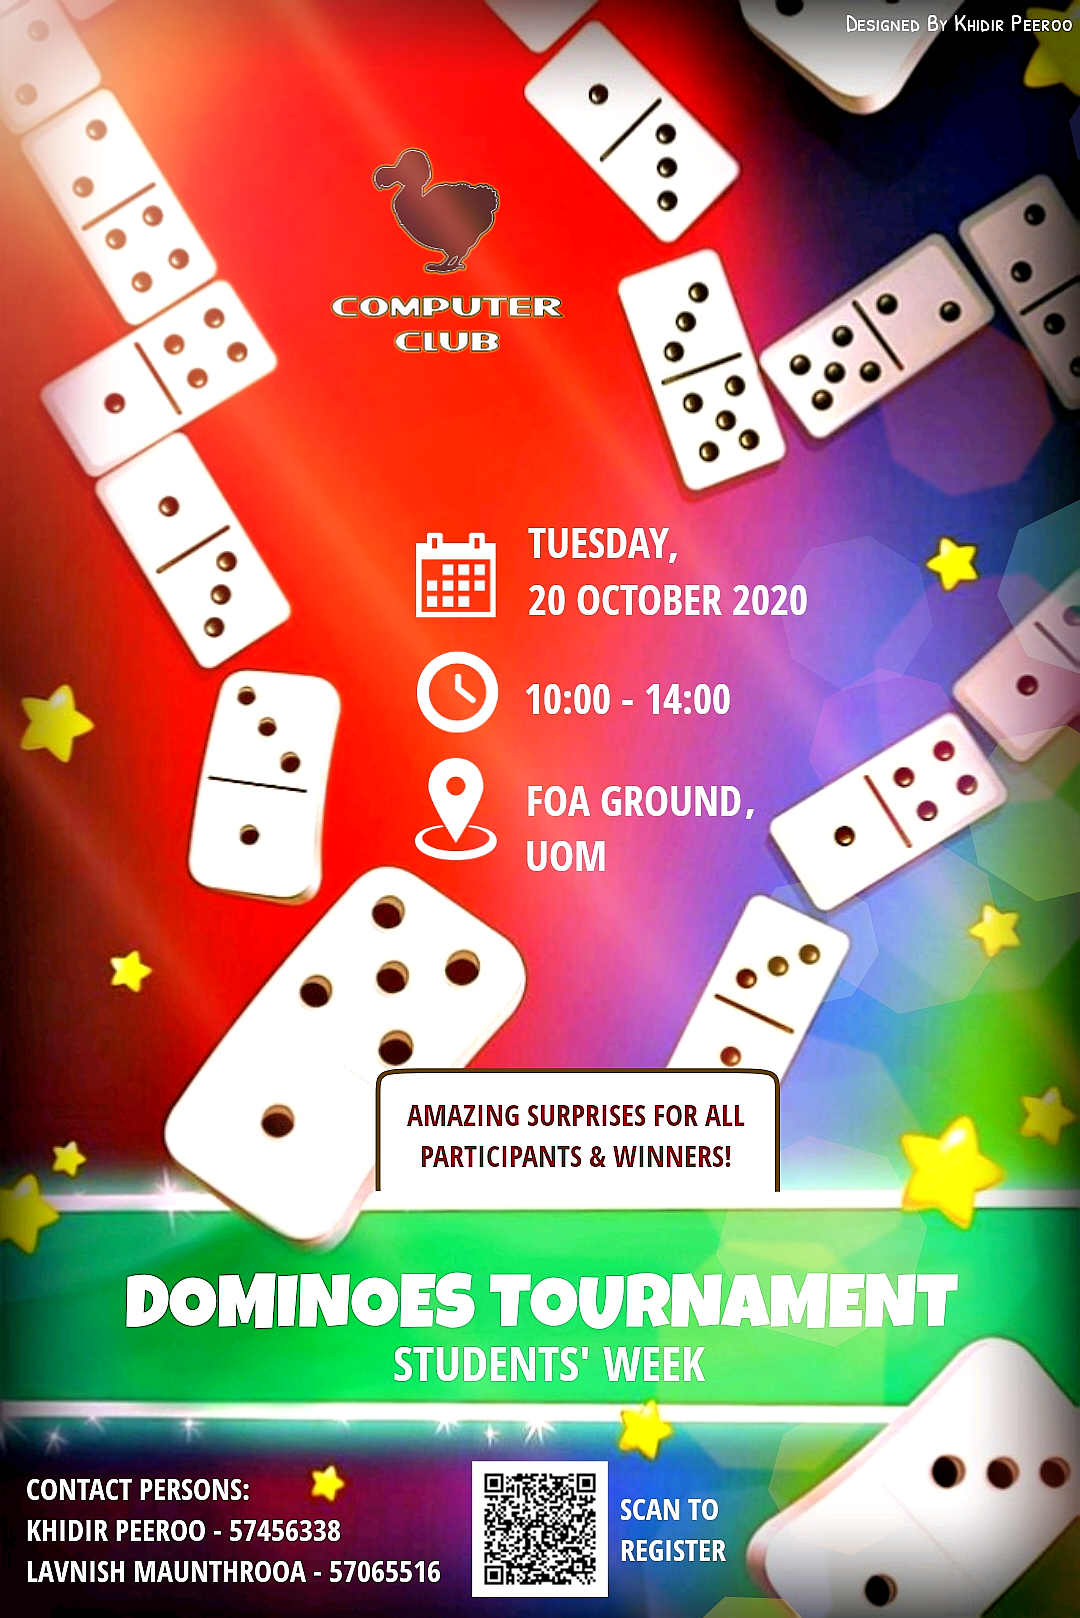 Designed By Khidir Peeroo
COMPUTER
CLUB
TUESDAY,
20 OCTOBER 2020
10:00 - 14:00
FOA GROUND,
UOM
AMAZING SURPRISES FOR ALL
PARTICIPANTS & WINNERS!
DOMINOES TOURNAMENT
STUDENTS' WEEK
CONTACT PERSONS:
KHIDIR PEEROO - 57456338
LAVNISH MAUNTHROOA - 57065516
SCAN TO
REGISTER